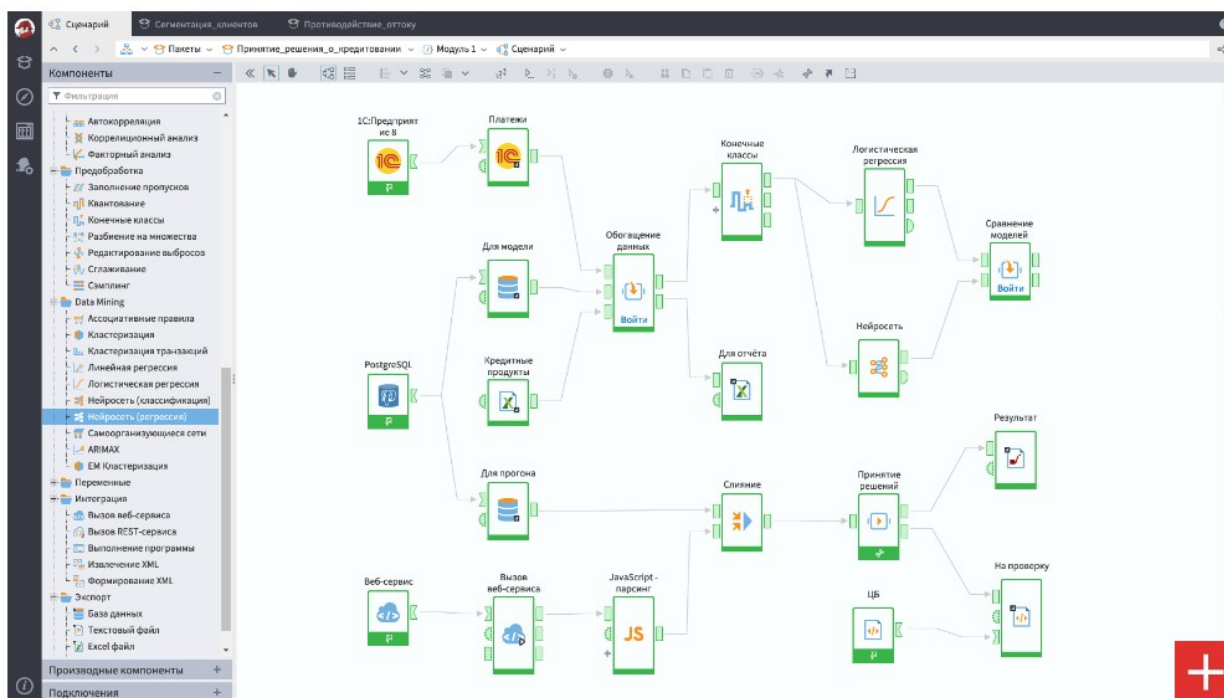 Сценарий
Сегментация_клиентов
Противодействие_оттоку
Пакеты
Принятие_решения_о_кредитовании
Модуль 1
Сценарий
Компоненты
Фильтрация
Автокорреляция
Корреляционный анализ
Факторный анализ
Предобработка
Заполнение пропусков
Квантование
Конечные классы
Разбиение на множества
Редактирование выбросов
Сглаживание
Сэмплинг
Data Mining
Ассоциативные правила
Кластеризация
Кластеризация транзакций
Линейная регрессия
Логистическая регрессия
Нейросеть (классификация)
Нейросеть (регрессия)
Самоорганизующиеся сети
ARIMAX
EM Кластеризация
Переменные
Интеграция
Вызов веб-сервиса
Вызов REST-сервиса
Выполнение программы
Извлечение XML
Формирование XML
Экспорт
База данных
Текстовый файл
Excel файл
Производные компоненты
Подключения
1С:Предприят
ие 8
1С
Платежи
1С
Конечные
классы
Логистическая
регрессия
Для модели
Обогащение
данных
Войти
Сравнение
моделей
Войти
PostgreSQL
Кредитные
продукты
Для отчёта
Нейросеть
Для прогона
Слияние
Принятие
решений
Результат
Веб-сервис
Вызов
веб-сервиса
JavaScript -
парсинг
JS
ЦБ
На проверку